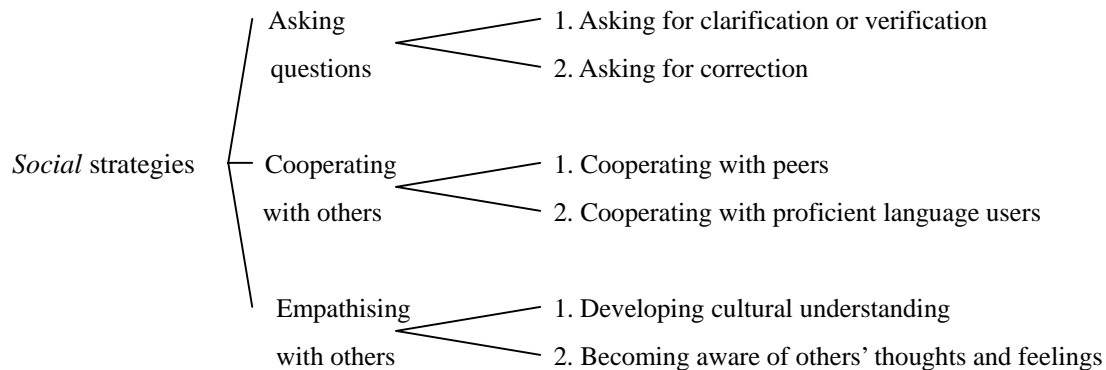 Asking
questions
1. Asking for clarification or verification
2. Asking for correction
Social strategies
Cooperating
with others
1. Cooperating with peers
2. Cooperating with proficient language users
Empathising
with others
1. Developing cultural understanding
2. Becoming aware of others’ thoughts and feelings